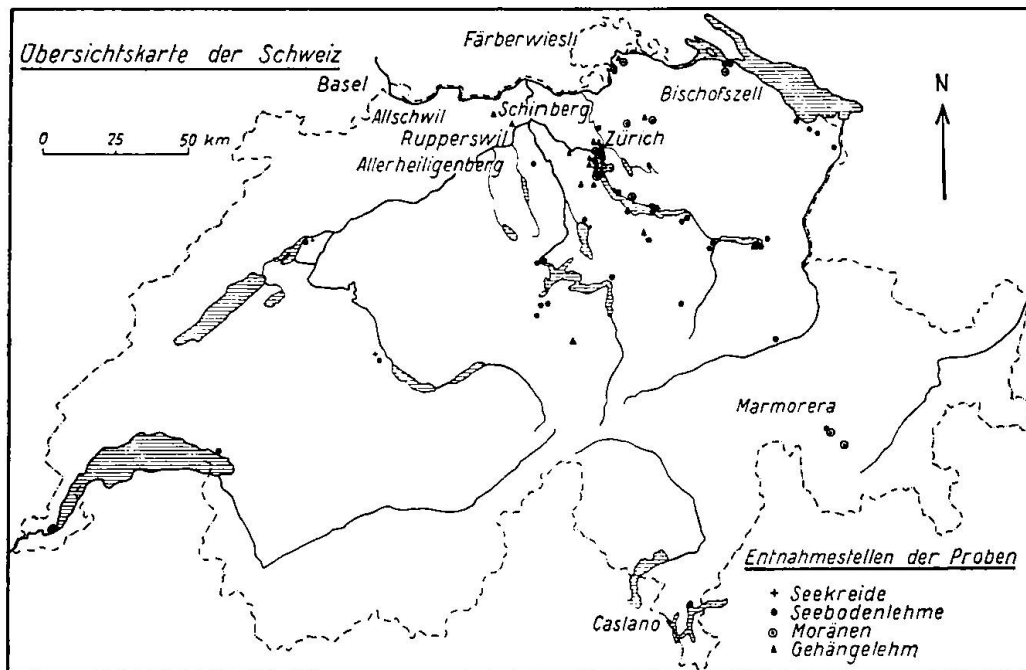 Übersichtskarte der Schweiz
0 25 50 km
Färberwiesli
Basel
Allschwil
Schimberg
Bischofszell
Rupperswil
Zürich
Allerheiligenberg
N
Marmorera
Caslano
Entnahmestellen der Proben
+ Seekreide
• Seebodenlehme
⊙ Moränen
▲ Gehängelehm